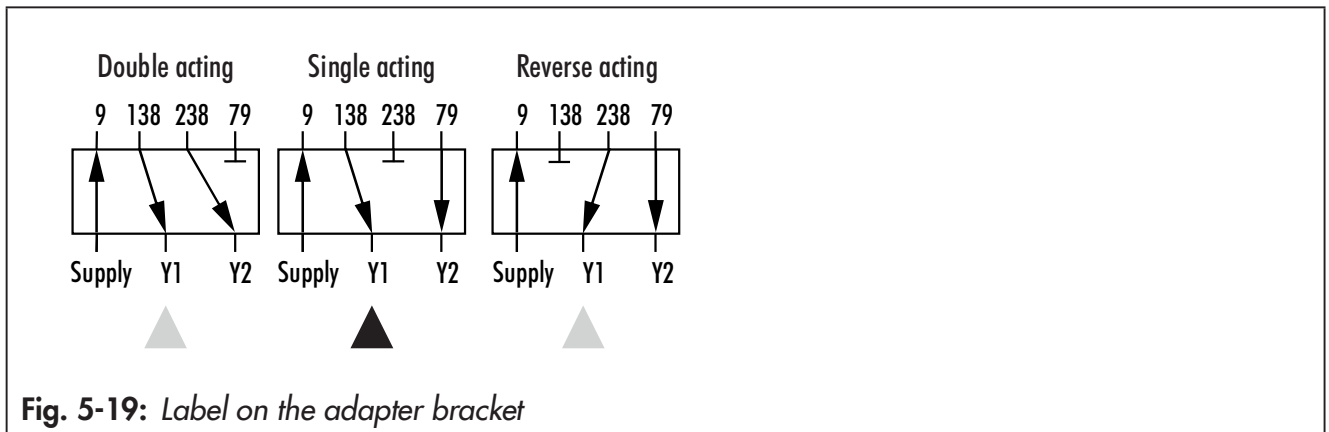 Double acting Single acting Reverse acting
9 138 238 79 9 138 238 79 9 138 238 79
Supply Y1 Y2 Supply Y1 Y2 Supply Y1 Y2
Fig. 5-19: Label on the adapter bracket